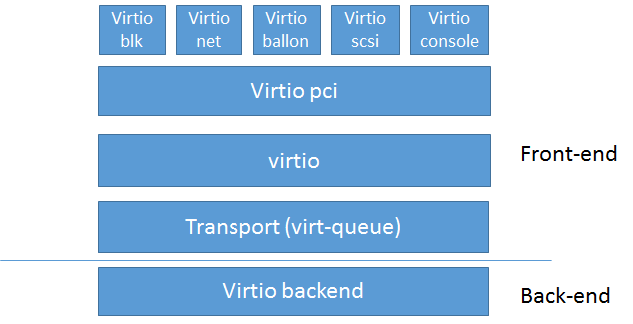 Virtio
blk
Virtio
net
Virtio
ballon
Virtio
scsi
Virtio
console
Virtio pci
virtio
Front-end
Transport (virt-queue)
Virtio backend
Back-end